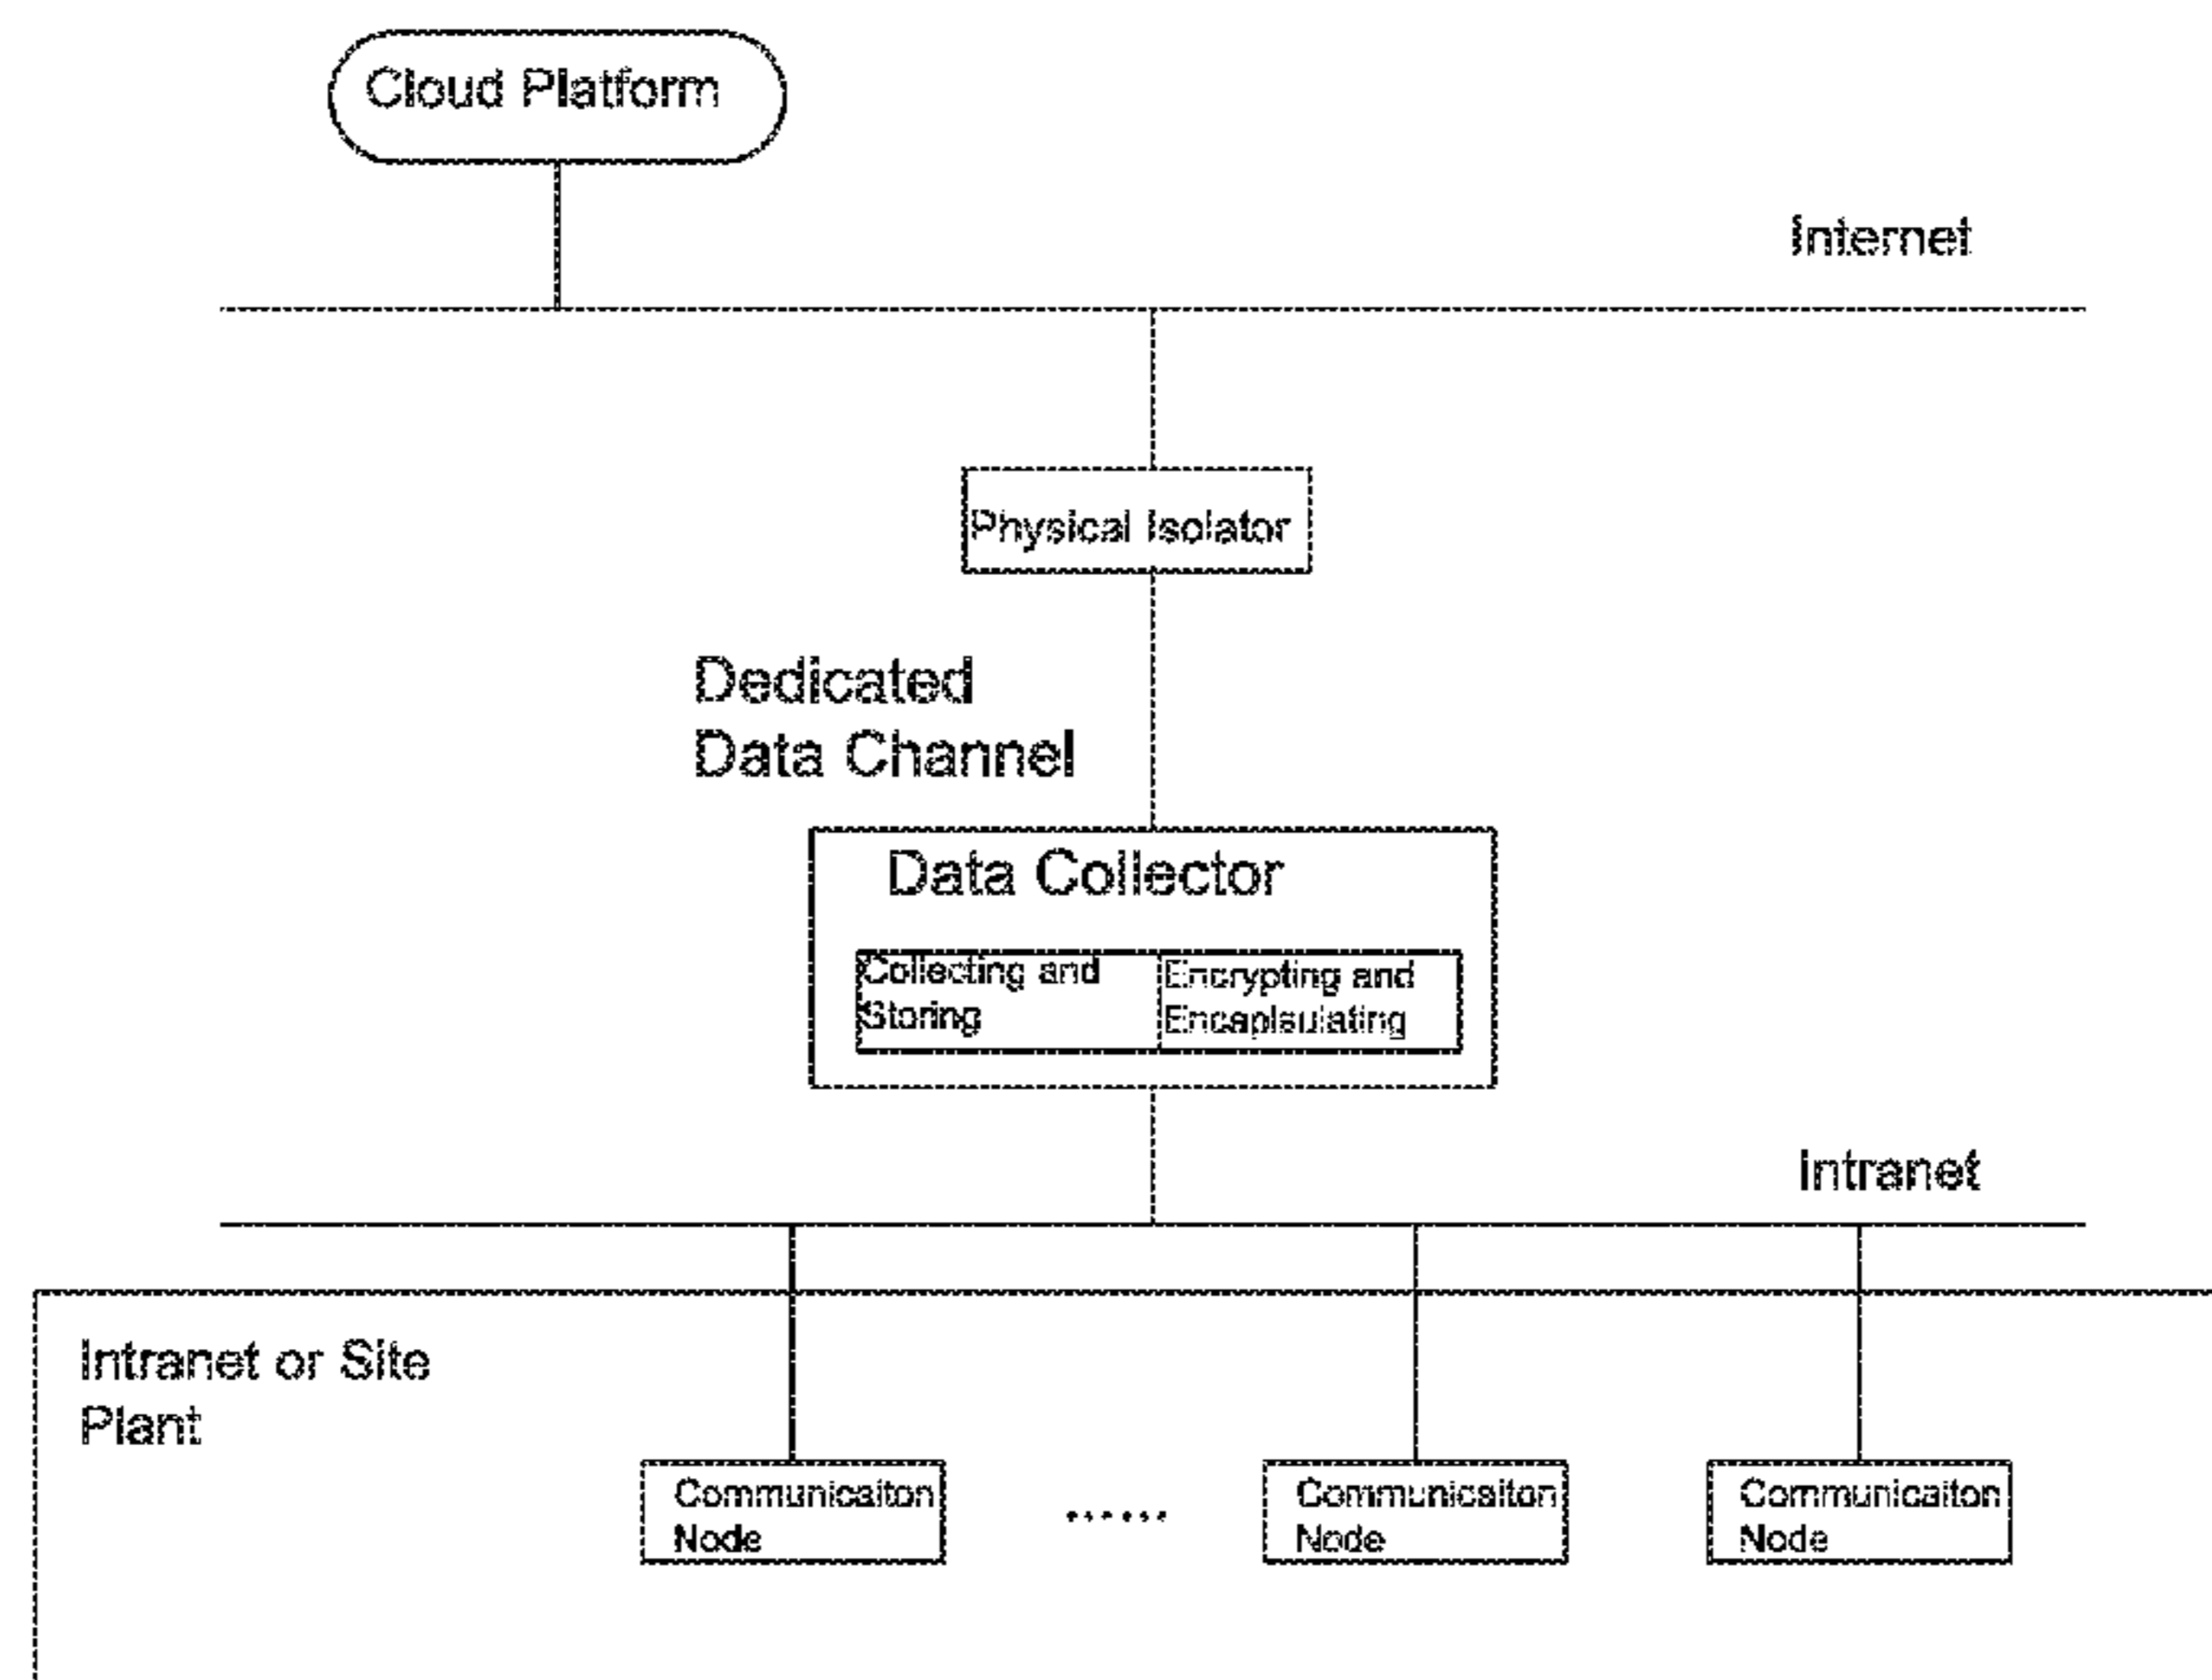 Cloud Platform
Internet
Physical Isolator
Dedicated
Data Channel
Data Collector
Collecting and
Storing
Encrypting and
Encaplsulating
Intranet
Intranet or Site
Plant
Communicaiton
Node
......
Communicaiton
Node
Communicaiton
Node